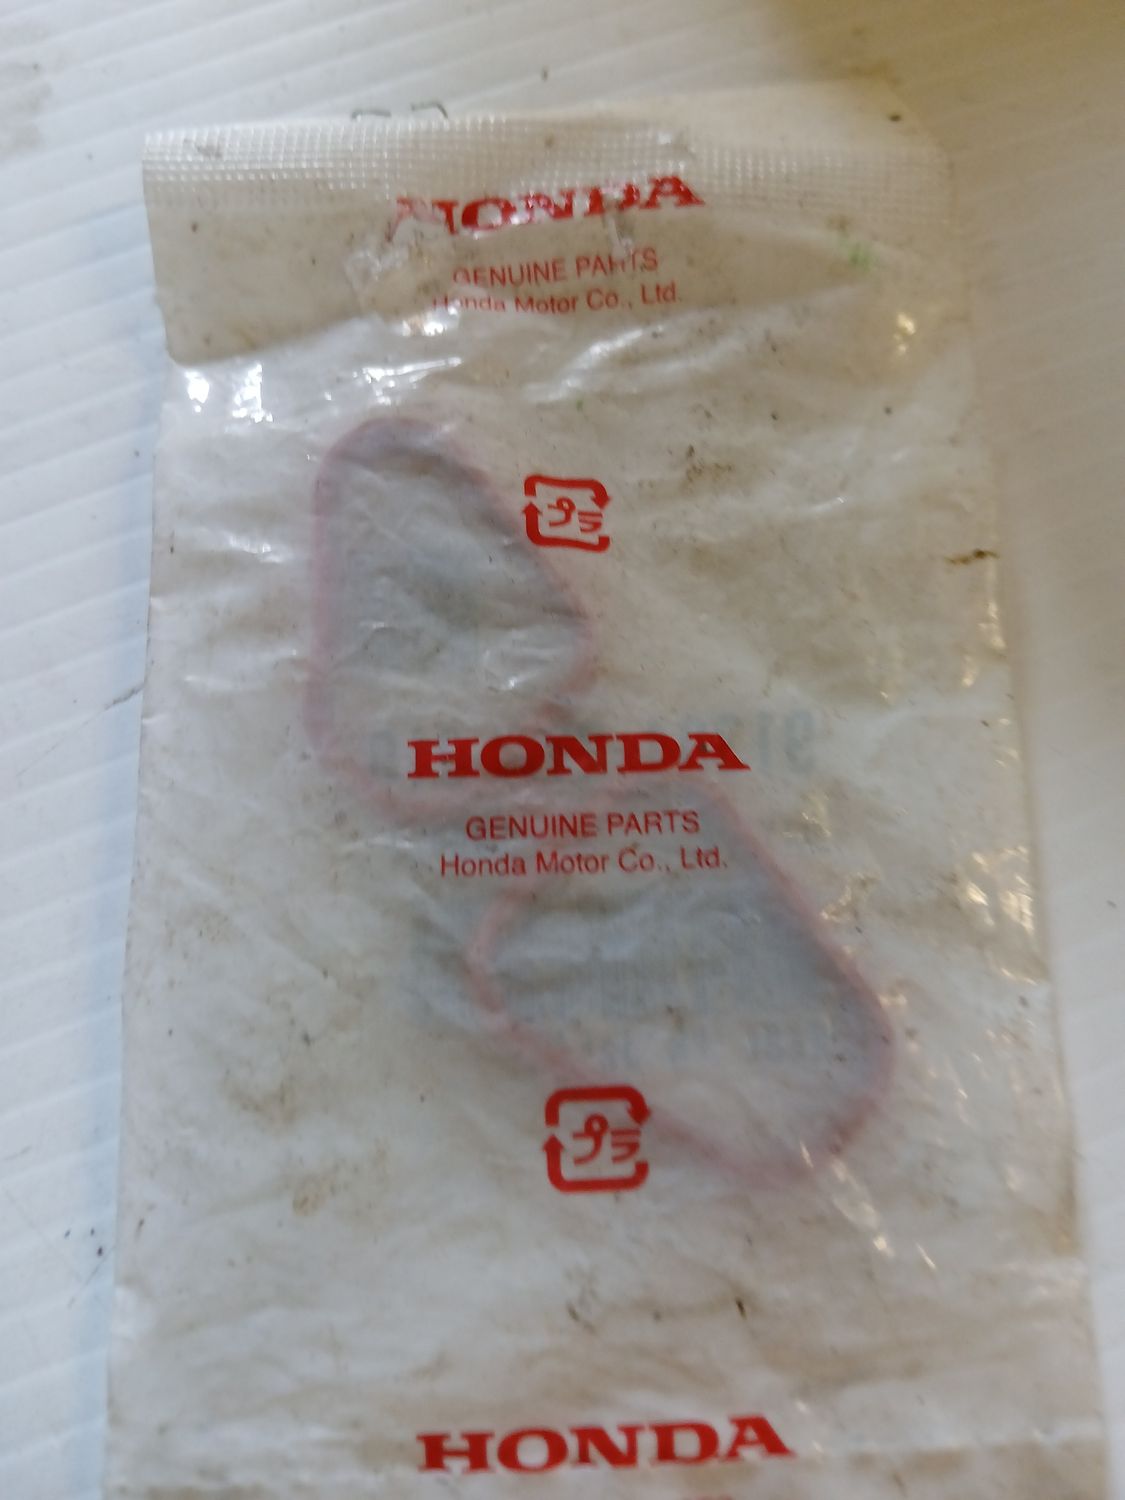 HONDA
GENUINE PARTS
Honda Motor Co., Ltd.
プラ
HONDA
GENUINE PARTS
Honda Motor Co., Ltd.
プラ
HONDA